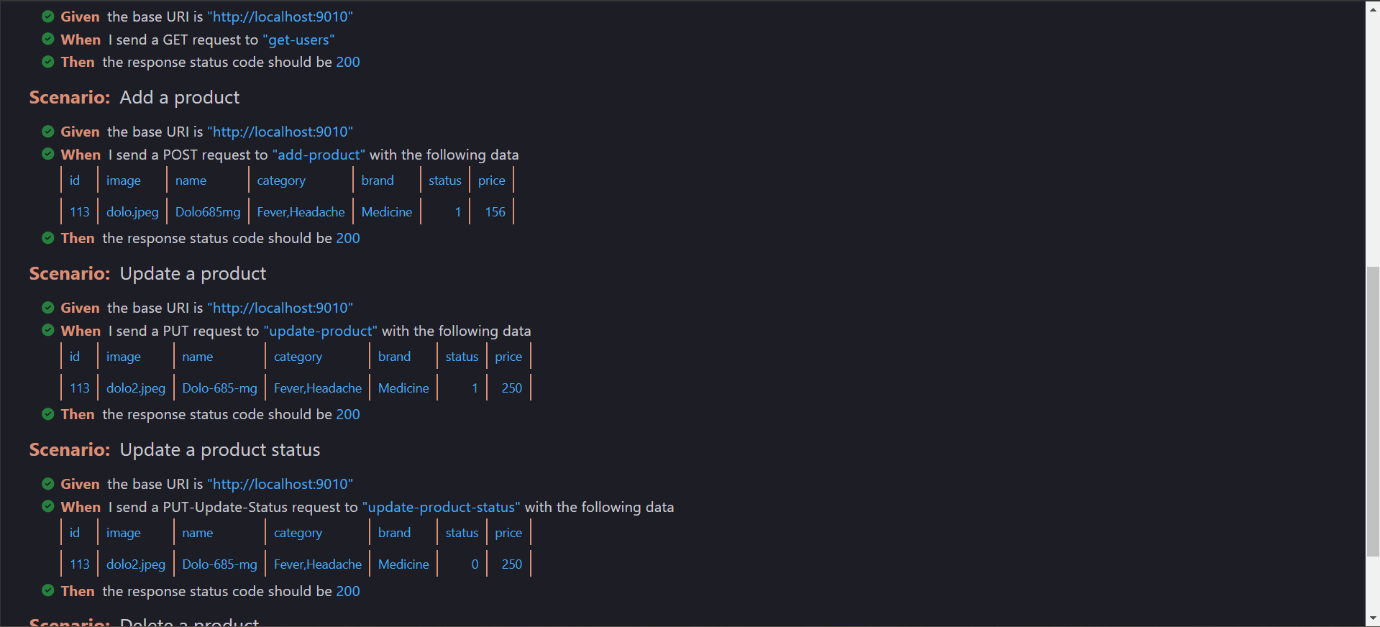 Given the base URI is "http://localhost:9010"
When I send a GET request to "get-users"
Then the response status code should be 200
Scenario: Add a product
Given the base URI is "http://localhost:9010"
When I send a POST request to "add-product" with the following data
id image name category brand status price
113 dolo.jpeg Dolo685mg Fever,Headache Medicine 1 156
Then the response status code should be 200
Scenario: Update a product
Given the base URI is "http://localhost:9010"
When I send a PUT request to "update-product" with the following data
id image name category brand status price
113 dolo2.jpeg Dolo-685-mg Fever,Headache Medicine 1 250
Then the response status code should be 200
Scenario: Update a product status
Given the base URI is "http://localhost:9010"
When I send a PUT-Update-Status request to "update-product-status" with the following data
id image name category brand status price
113 dolo2.jpeg Dolo-685-mg Fever,Headache Medicine 0 250
Then the response status code should be 200
Scenario: Delete a product